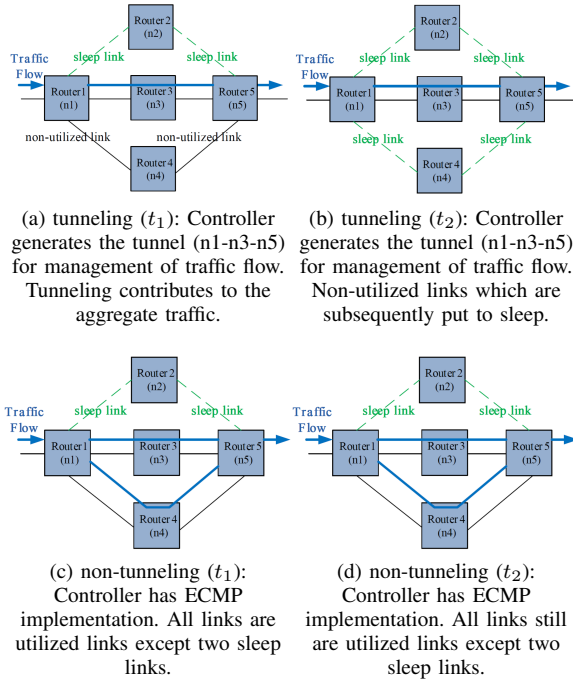 Router 2
(n2)
sleep link
sleep link
Traffic
Flow
Router 1
(n1)
Router 3
(n3)
Router 5
(n5)
non-utilized link
non-utilized link
Router 4
(n4)
(a) tunneling (t1): Controller
generates the tunnel (n1-n3-n5)
for management of traffic flow.
Tunneling contributes to the
aggregate traffic.
Router 2
(n2)
sleep link
sleep link
Traffic
Flow
Router 1
(n1)
Router 3
(n3)
Router 5
(n5)
sleep link
sleep link
Router 4
(n4)
(b) tunneling (t2): Controller
generates the tunnel (n1-n3-n5)
for management of traffic flow.
Non-utilized links which are
subsequently put to sleep.
Router 2
(n2)
sleep link
sleep link
Traffic
Flow
Router 1
(n1)
Router 3
(n3)
Router 5
(n5)
Router 4
(n4)
(c) non-tunneling (t1):
Controller has ECMP
implementation. All links are
utilized links except two sleep
links.
Router 2
(n2)
sleep link
sleep link
Traffic
Flow
Router 1
(n1)
Router 3
(n3)
Router 5
(n5)
Router 4
(n4)
(d) non-tunneling (t2):
Controller has ECMP
implementation. All links still
are utilized links except two
sleep links.